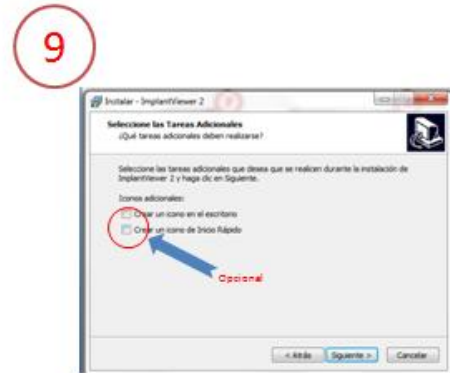 9
Instalar - ImplantViewer 2
Seleccione las Tareas Adicionales
¿Qué tareas adicionales deben realizarse?
Seleccione las tareas adicionales que desea que se realicen durante la instalación de
ImplantViewer 2 y haga clic en Siguiente.
Iconos adicionales:
Crear un icono en el escritorio
Crear un icono de Inicio Rápido
Opcional
< Atrás
Siguiente >
Cancelar